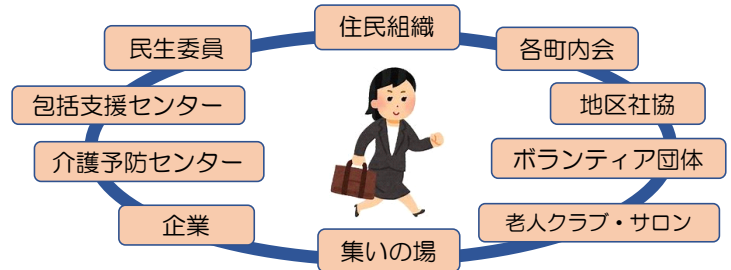 住民組織
民生委員
各町内会
包括支援センター
地区社協
介護予防センター
ボランティア団体
企業
老人クラブ・サロン
集いの場